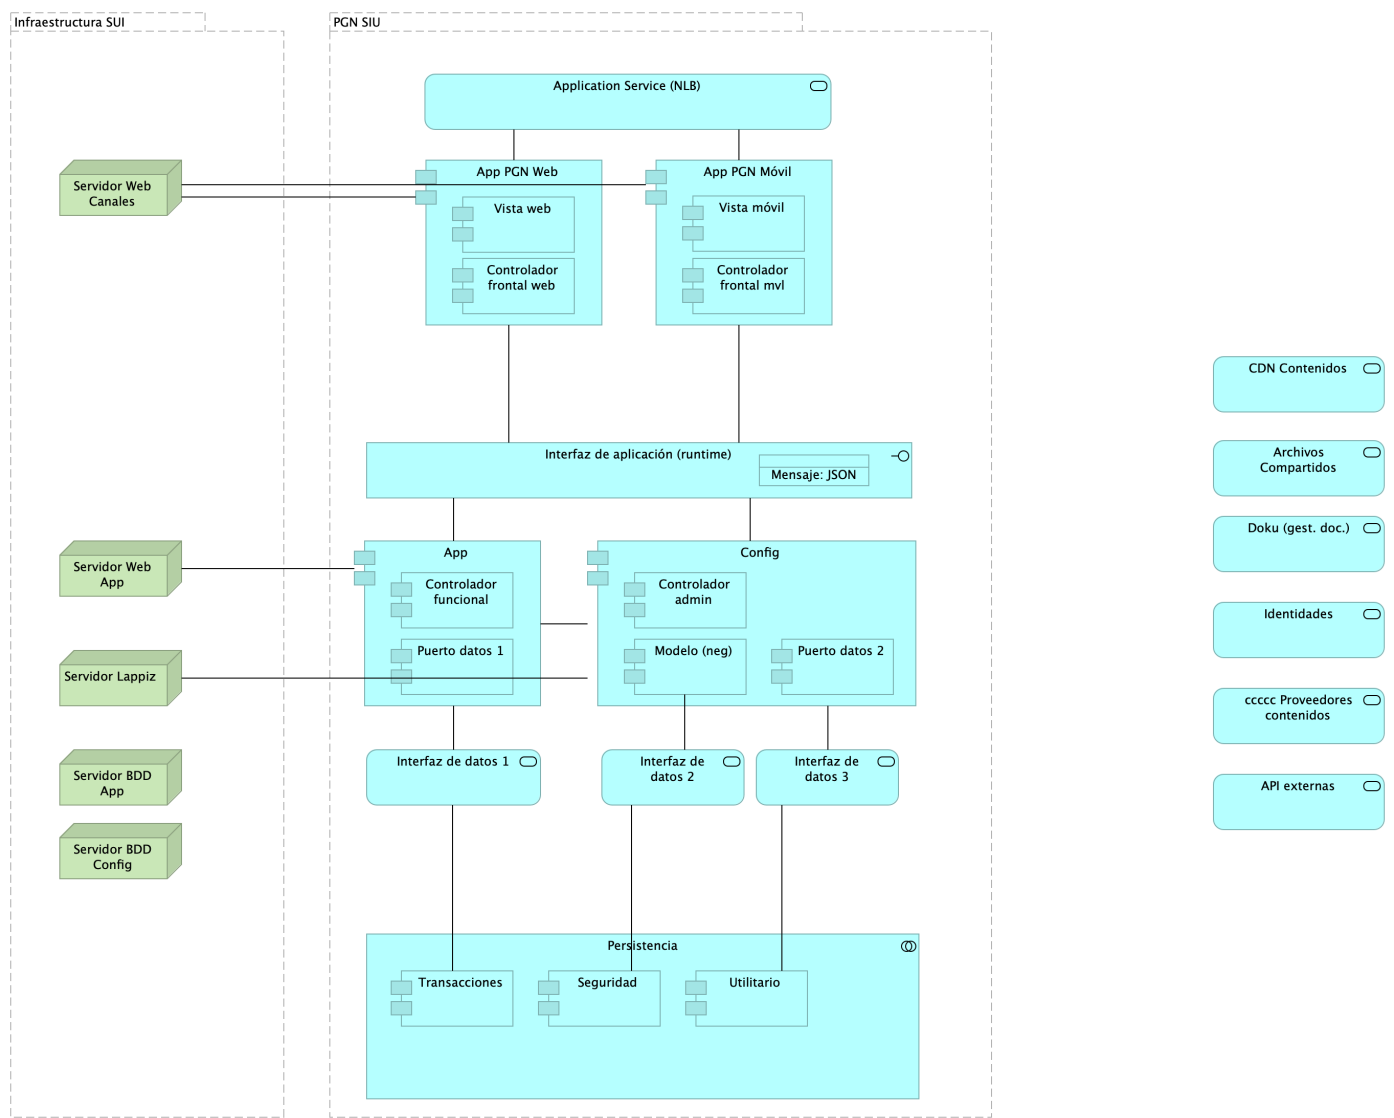 Infraestructura SUI
PGN SIU
Application Service (NLB)
Servidor Web
Canales
App PGN Web
Vista web
Controlador
frontal web
App PGN Móvil
Vista móvil
Controlador
frontal mvl
Interfaz de aplicación (runtime)
Mensaje: JSON
Servidor Web
App
Servidor Lappiz
Servidor BDD
App
Servidor BDD
Config
App
Controlador
funcional
Puerto datos 1
Config
Controlador
admin
Modelo (neg)
Puerto datos 2
Interfaz de datos 1
Interfaz de
datos 2
Interfaz de
datos 3
Persistencia
Transacciones
Seguridad
Utilitario
CDN Contenidos
Archivos
Compartidos
Doku (gest. doc.)
Identidades
ccccc Proveedores
contenidos
API externas